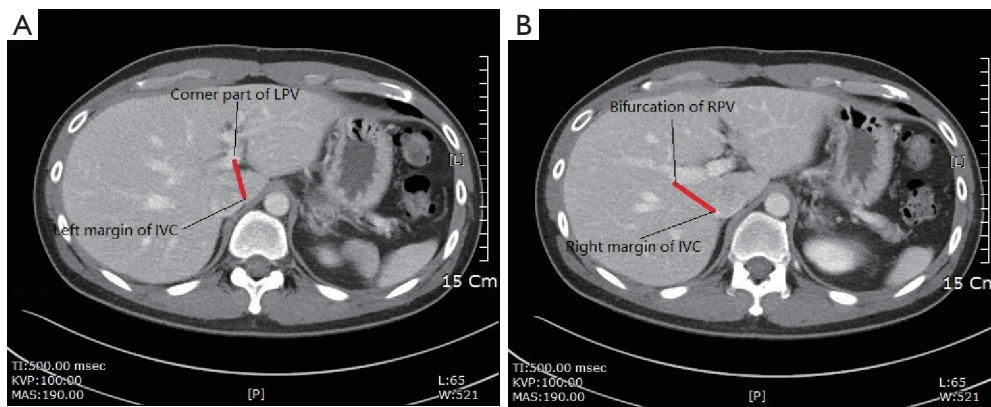 A
Corner part of LPV
[L]
Left margin of IVC
15 Cm
TI:500.00 msec
KVP:100.00
MAS:190.00
[P]
L:65
W:521
B
Bifurcation of RPV
[L]
Right margin of IVC
15 Cm
TI:500.00 msec
KVP:100.00
MAS:190.00
[P]
L:65
W:521